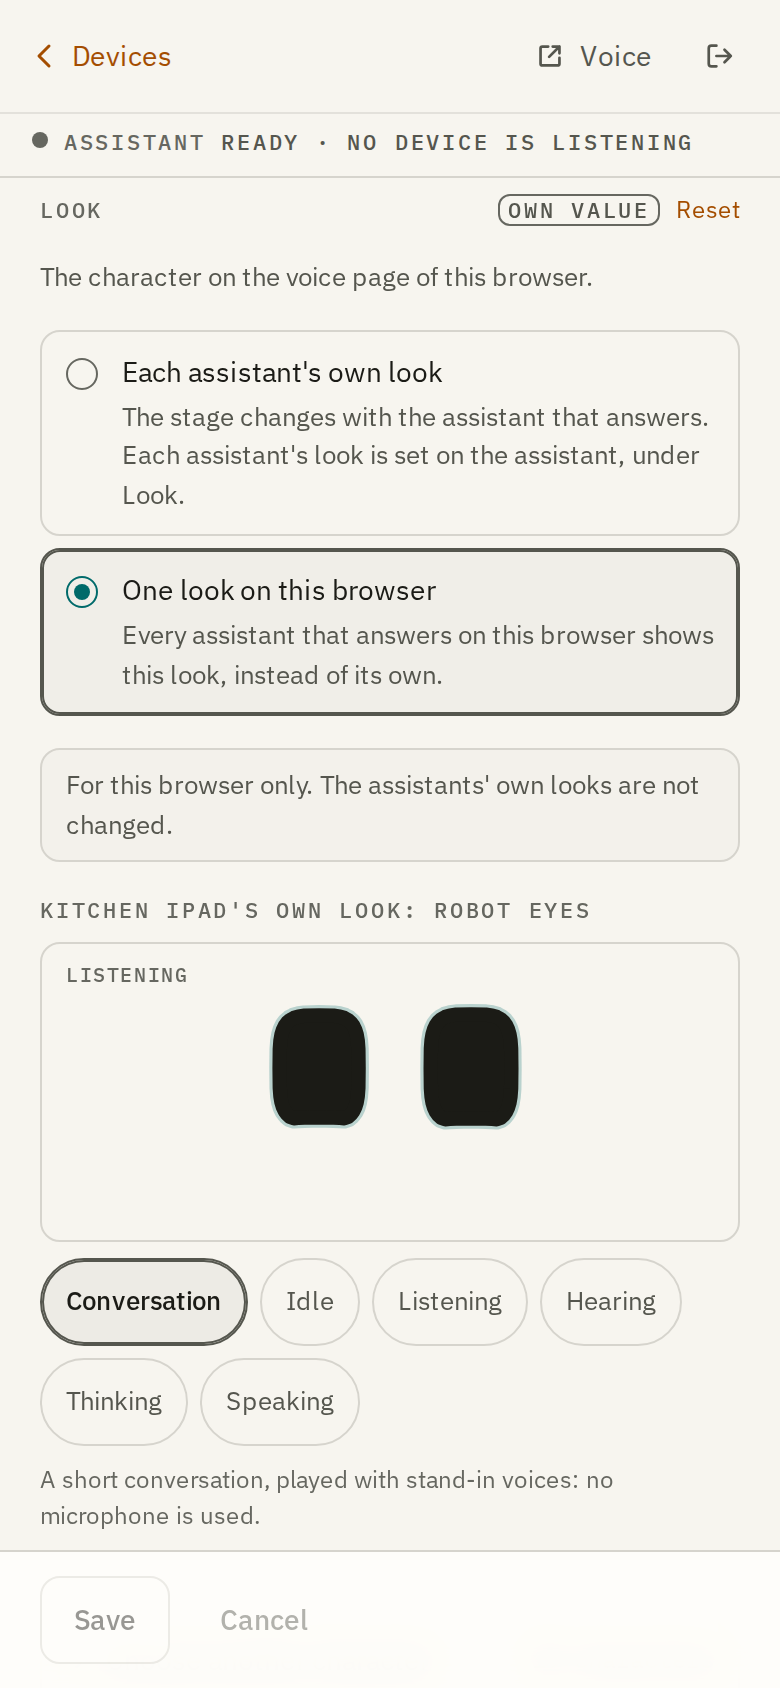 Devices
Voice
ASSISTANT READY · NO DEVICE IS LISTENING
LOOK
OWN VALUE
Reset
The character on the voice page of this browser.
Each assistant's own look
The stage changes with the assistant that answers.
Each assistant's look is set on the assistant, under
Look.
One look on this browser
Every assistant that answers on this browser shows
this look, instead of its own.
For this browser only. The assistants' own looks are not
changed.
KITCHEN IPAD'S OWN LOOK: ROBOT EYES
LISTENING
Conversation
Idle
Listening
Hearing
Thinking
Speaking
A short conversation, played with stand-in voices: no
microphone is used.
Save
Cancel